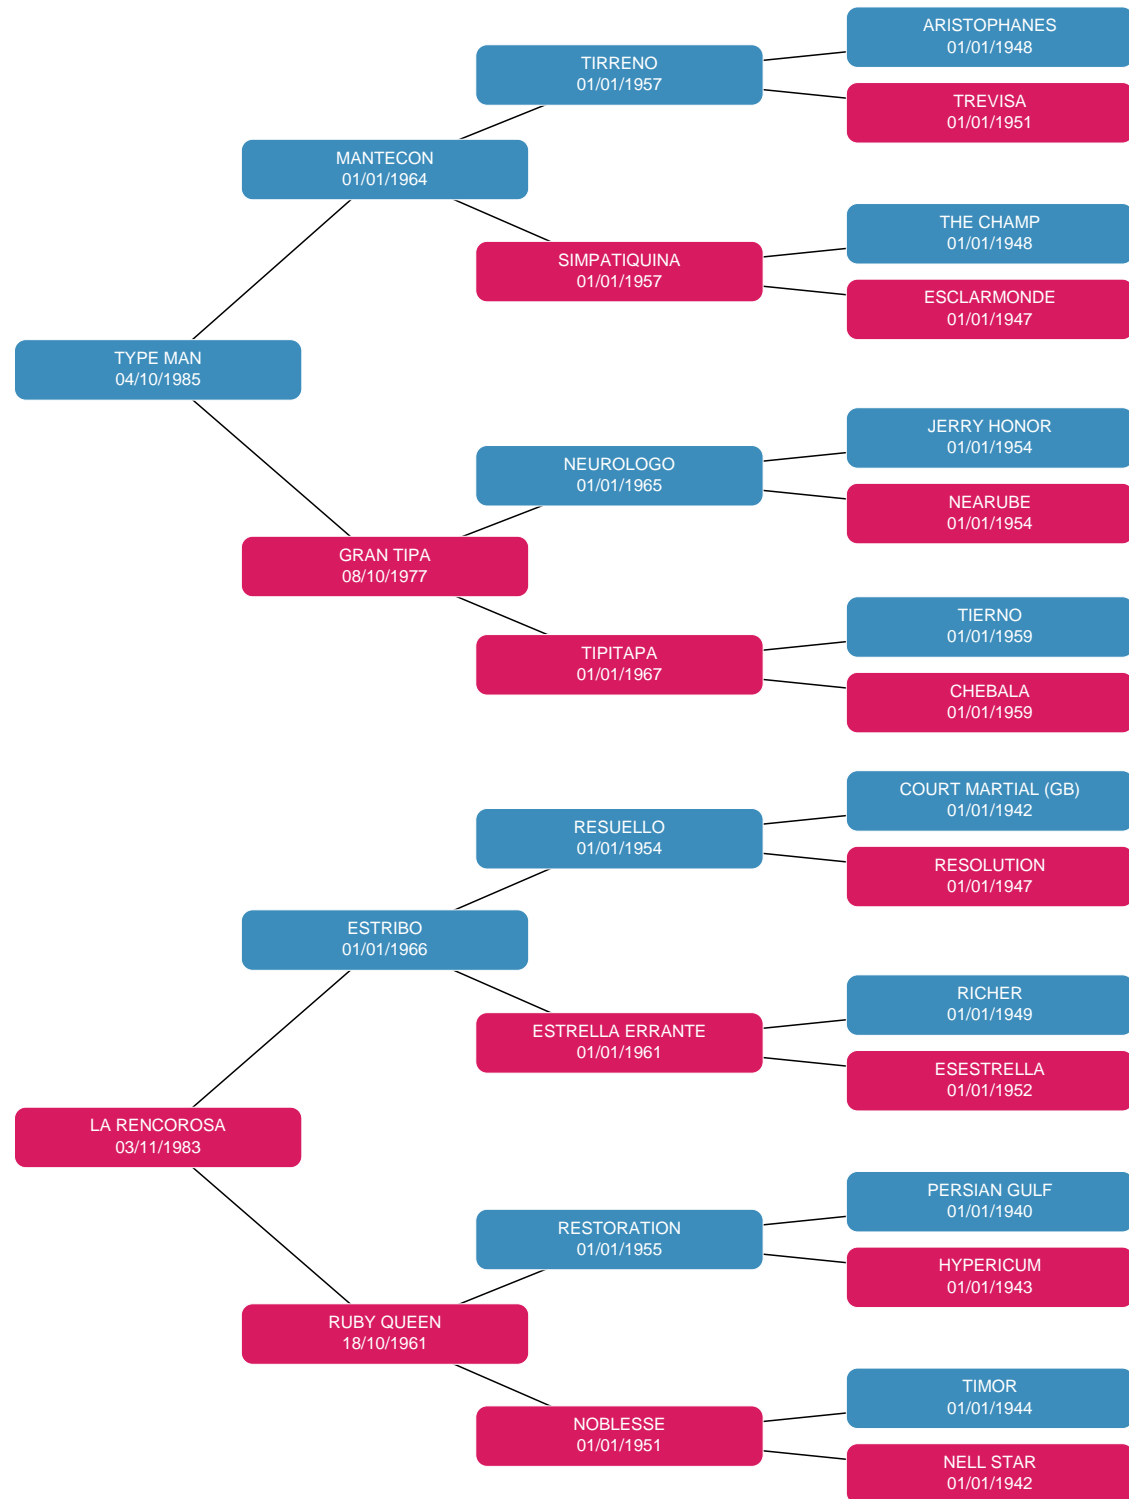 ARISTOPHANES
01/01/1948
TIRRENO
01/01/1957
TREVISA
01/01/1951
MANTECON
01/01/1964
THE CHAMP
01/01/1948
SIMPATIQUINA
01/01/1957
ESCLARMONDE
01/01/1947
TYPE MAN
04/10/1985
JERRY HONOR
01/01/1954
NEUROLOGO
01/01/1965
NEARUBE
01/01/1954
GRAN TIPA
08/10/1977
TIERNO
01/01/1959
TIPITAPA
01/01/1967
CHEBALA
01/01/1959
COURT MARTIAL (GB)
01/01/1942
RESUELLO
01/01/1954
RESOLUTION
01/01/1947
ESTRIBO
01/01/1966
RICHER
01/01/1949
ESTRELLA ERRANTE
01/01/1961
ESESTRELLA
01/01/1952
LA RENCOROSA
03/11/1983
PERSIAN GULF
01/01/1940
RESTORATION
01/01/1955
HYPERICUM
01/01/1943
RUBY QUEEN
18/10/1961
TIMOR
01/01/1944
NOBLESSE
01/01/1951
NELL STAR
01/01/1942